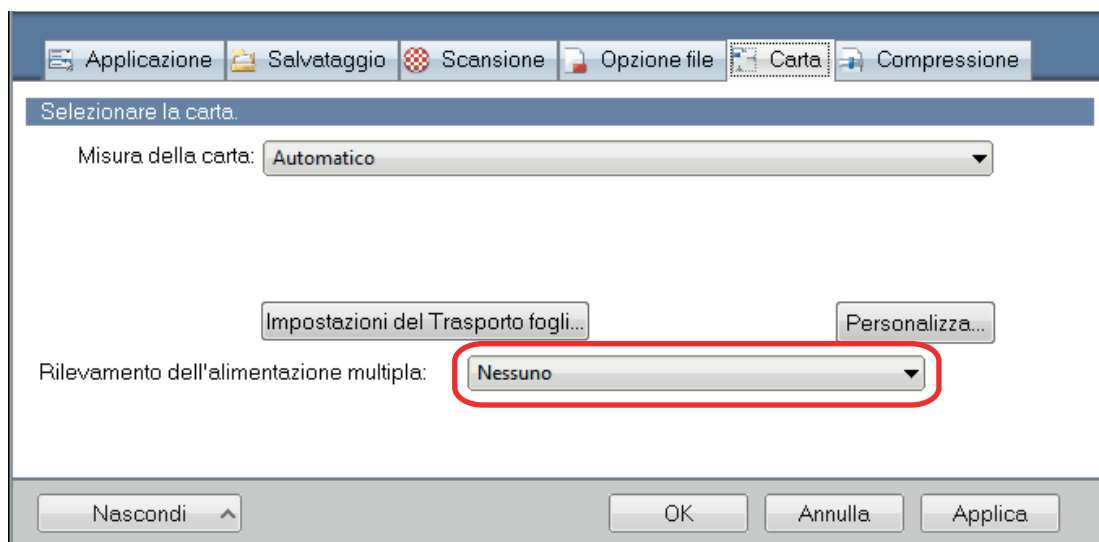 Applicazione Salvataggio Scansione Opzione file Carta Compressione
Selezionare la carta.
Misura della carta: Automatico
Impostazioni del Trasporto fogli... Personalizza...
Rilevamento dell'alimentazione multipla: Nessuno
Nascondi OK Annulla Applica